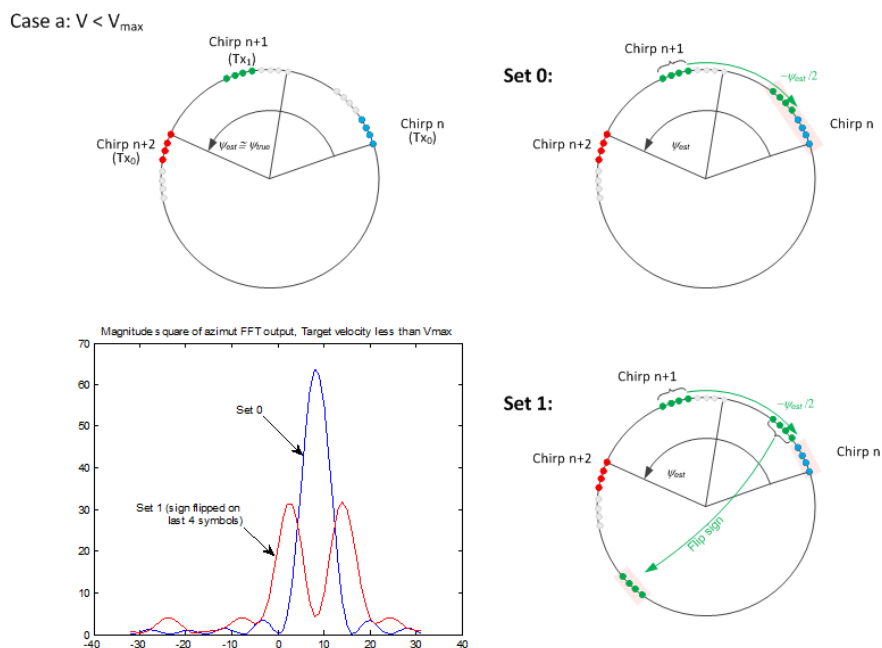 Case a: V < Vmax
Chirp n+1
(Tx1)
Chirp n
(Tx0)
Chirp n+2
(Tx0)
ψest ≅ ψtrue
Set 0:
Chirp n+1
−ψest/2
Chirp n
Chirp n+2
ψest
Magnitude square of azimut FFT output, Target velocity less than Vmax
70
60
50
40
30
20
10
0
-40
-30
-20
-10
0
10
20
30
40
Set 0
Set 1 (sign flipped on
last 4 symbols)
Set 1:
Chirp n+1
−ψest/2
Chirp n
Chirp n+2
ψest
Flip sign